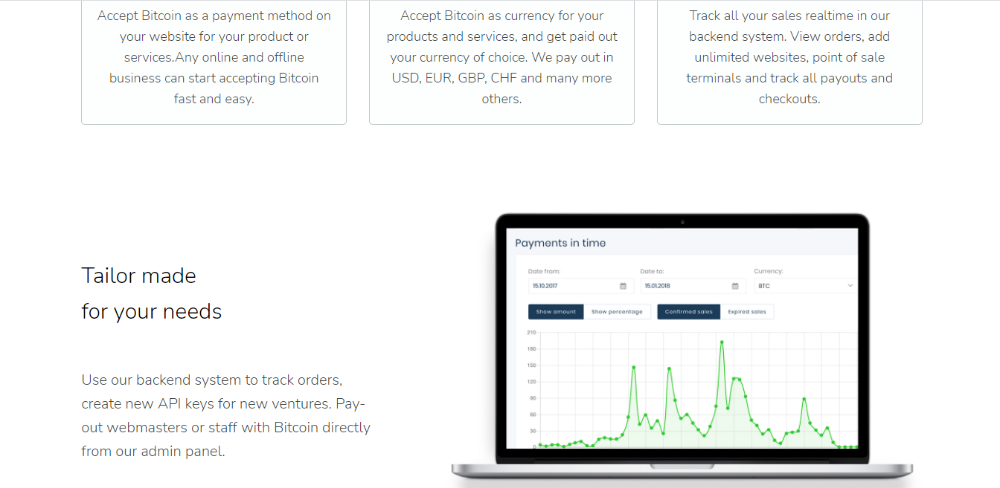 Accept Bitcoin as a payment method on
your website for your product or
services.Any online and offline
business can start accepting Bitcoin
fast and easy.
Accept Bitcoin as currency for your
products and services, and get paid out
your currency of choice. We pay out in
USD, EUR, GBP, CHF and many more
others.
Track all your sales realtime in our
backend system. View orders, add
unlimited websites, point of sale
terminals and track all payouts and
checkouts.
Tailor made
for your needs
Use our backend system to track orders,
create new API keys for new ventures. Pay-
out webmasters or staff with Bitcoin directly
from our admin panel.
Payments in time
Date from: Date to: Currency:
15.10.2017 15.01.2018 BTC
Show amount Show percentage Confirmed sales Expired sales
210
180
150
120
90
60
30
0